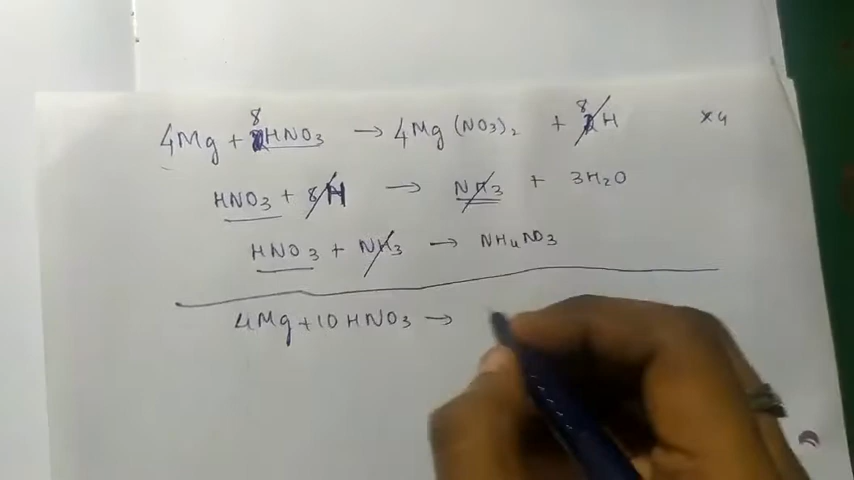 4Mg + 8HNO₃ → 4Mg(NO₃)₂ + 8H ×4
HNO₃ + 8H → NH₃ + 3H₂O
HNO₃ + NH₃ → NH₄NO₃
4Mg + 10HNO₃ →